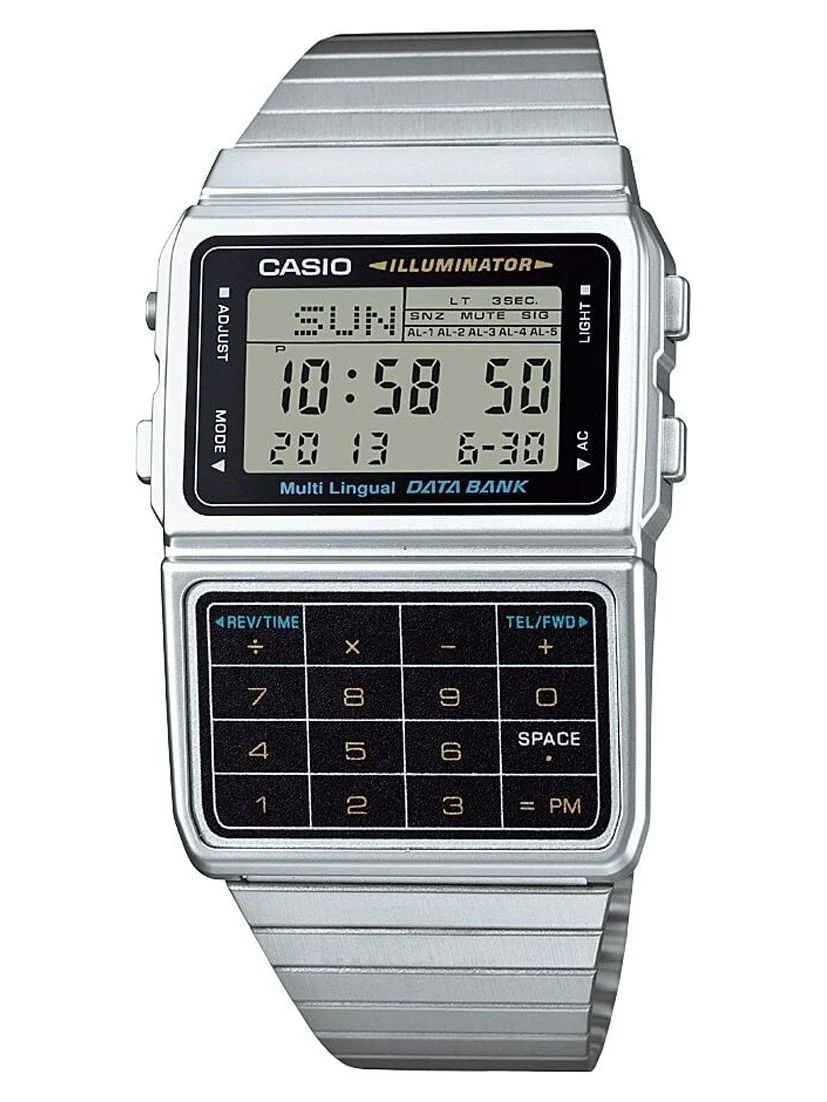 CASIO ILLUMINATOR
ADJUST
LIGHT
LT 3SEC.
SNZ MUTE SIG
AL-1 AL-2 AL-3 AL-4 AL-5
SUN
P
10:58 50
2013 6-30
MODE
AC
Multi Lingual DATA BANK
REV/TIME TEL/FWD
÷ × − +
7 8 9 0
SPACE
4 5 6 .
1 2 3 = PM